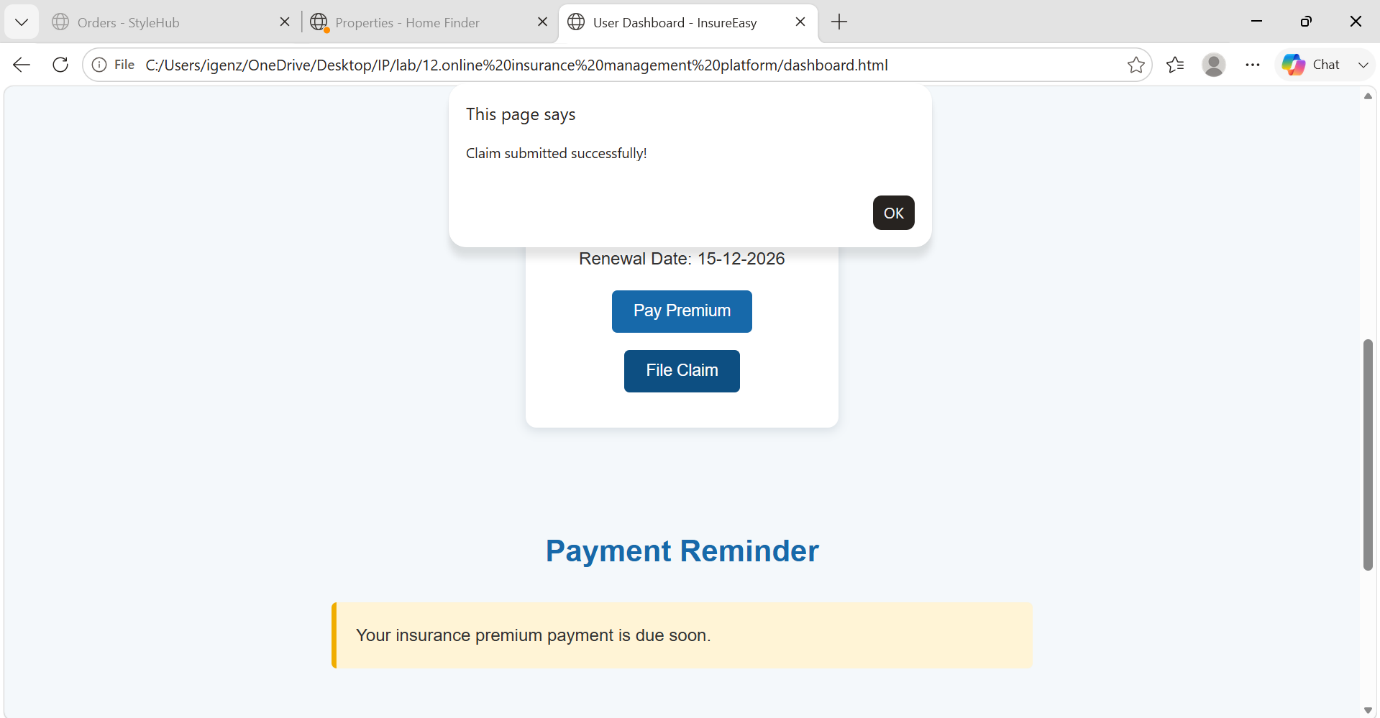 Orders - StyleHub
Properties - Home Finder
User Dashboard - InsureEasy
File
C:/Users/igenz/OneDrive/Desktop/IP/lab/12.online%20insurance%20management%20platform/dashboard.html
Chat
This page says
Claim submitted successfully!
OK
Renewal Date: 15-12-2026
Pay Premium
File Claim
Payment Reminder
Your insurance premium payment is due soon.